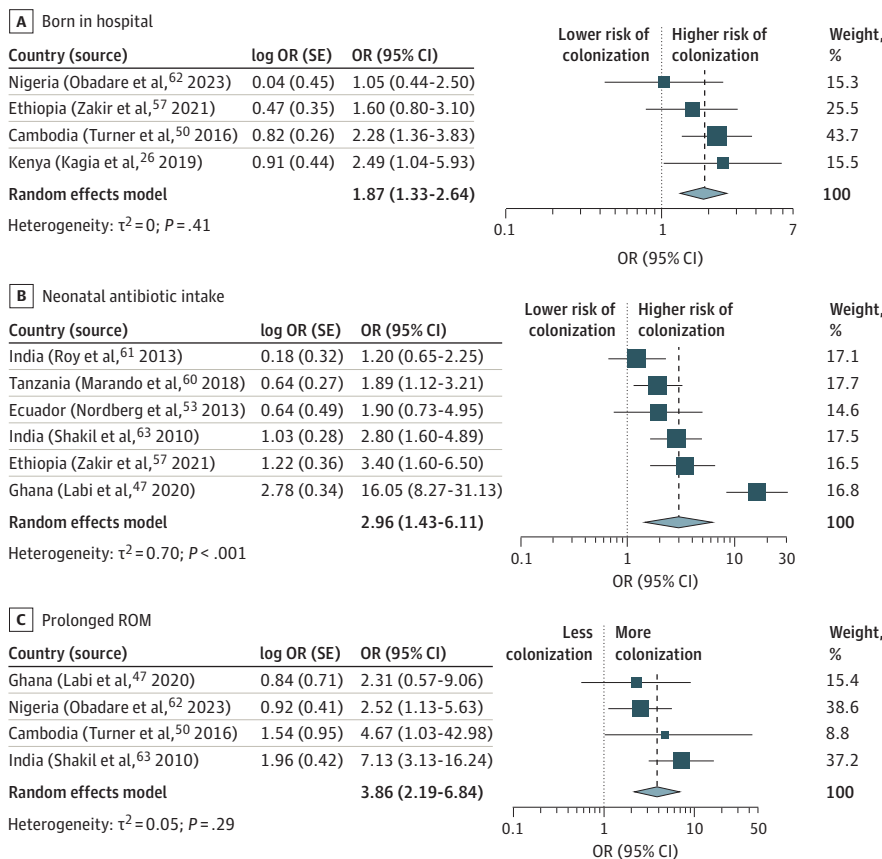 A Born in hospital
Lower risk of colonization
Higher risk of colonization
Country (source) log OR (SE) OR (95% CI) Weight, %
Nigeria (Obadare et al,62 2023) 0.04 (0.45) 1.05 (0.44-2.50) 15.3
Ethiopia (Zakir et al,57 2021) 0.47 (0.35) 1.60 (0.80-3.10) 25.5
Cambodia (Turner et al,50 2016) 0.82 (0.26) 2.28 (1.36-3.83) 43.7
Kenya (Kagia et al,26 2019) 0.91 (0.44) 2.49 (1.04-5.93) 15.5
Random effects model 1.87 (1.33-2.64) 100
Heterogeneity: τ2=0; P=.41
0.1 1 7
OR (95% CI)
B Neonatal antibiotic intake
Lower risk of colonization
Higher risk of colonization
Country (source) log OR (SE) OR (95% CI) Weight, %
India (Roy et al,61 2013) 0.18 (0.32) 1.20 (0.65-2.25) 17.1
Tanzania (Marando et al,60 2018) 0.64 (0.27) 1.89 (1.12-3.21) 17.7
Ecuador (Nordberg et al,53 2013) 0.64 (0.49) 1.90 (0.73-4.95) 14.6
India (Shakil et al,63 2010) 1.03 (0.28) 2.80 (1.60-4.89) 17.5
Ethiopia (Zakir et al,57 2021) 1.22 (0.36) 3.40 (1.60-6.50) 16.5
Ghana (Labi et al,47 2020) 2.78 (0.34) 16.05 (8.27-31.13) 16.8
Random effects model 2.96 (1.43-6.11) 100
Heterogeneity: τ2=0.70; P<.001
0.1 1 10 30
OR (95% CI)
C Prolonged ROM
Less colonization
More colonization
Country (source) log OR (SE) OR (95% CI) Weight, %
Ghana (Labi et al,47 2020) 0.84 (0.71) 2.31 (0.57-9.06) 15.4
Nigeria (Obadare et al,62 2023) 0.92 (0.41) 2.52 (1.13-5.63) 38.6
Cambodia (Turner et al,50 2016) 1.54 (0.95) 4.67 (1.03-42.98) 8.8
India (Shakil et al,63 2010) 1.96 (0.42) 7.13 (3.13-16.24) 37.2
Random effects model 3.86 (2.19-6.84) 100
Heterogeneity: τ2=0.05; P=.29
0.1 1 10 50
OR (95% CI)